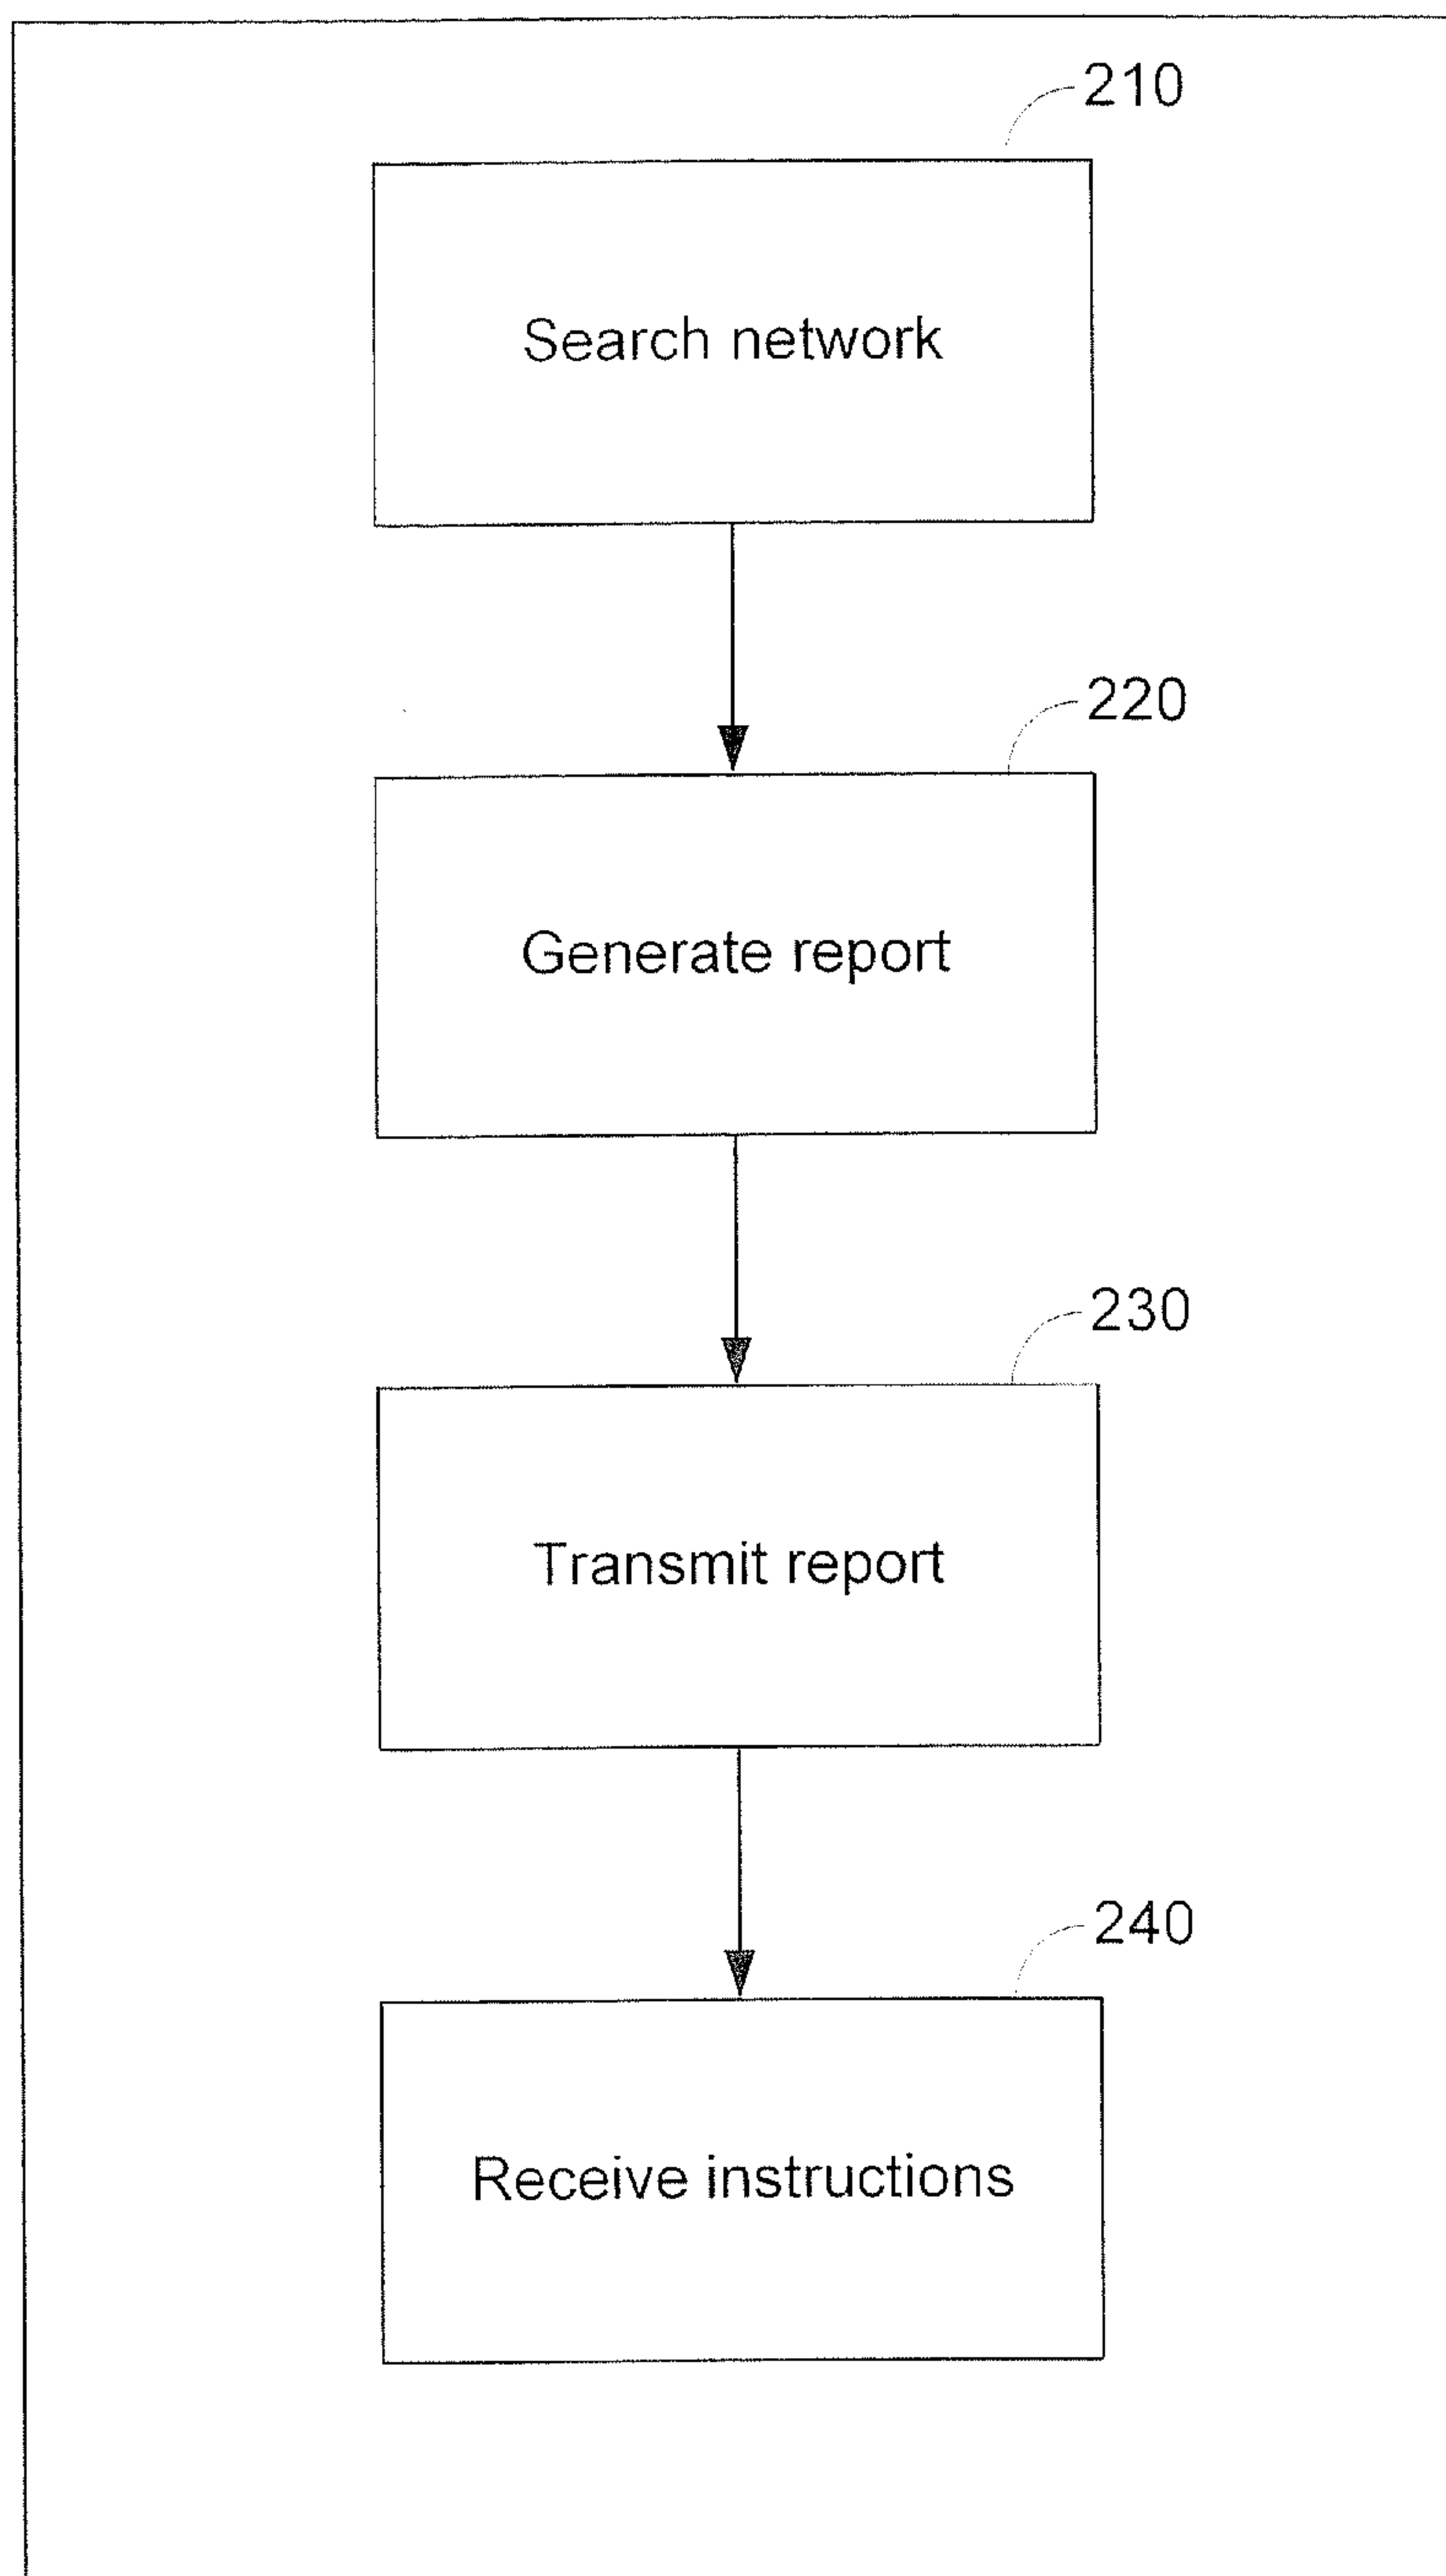 210
Search network
220
Generate report
230
Transmit report
240
Receive instructions